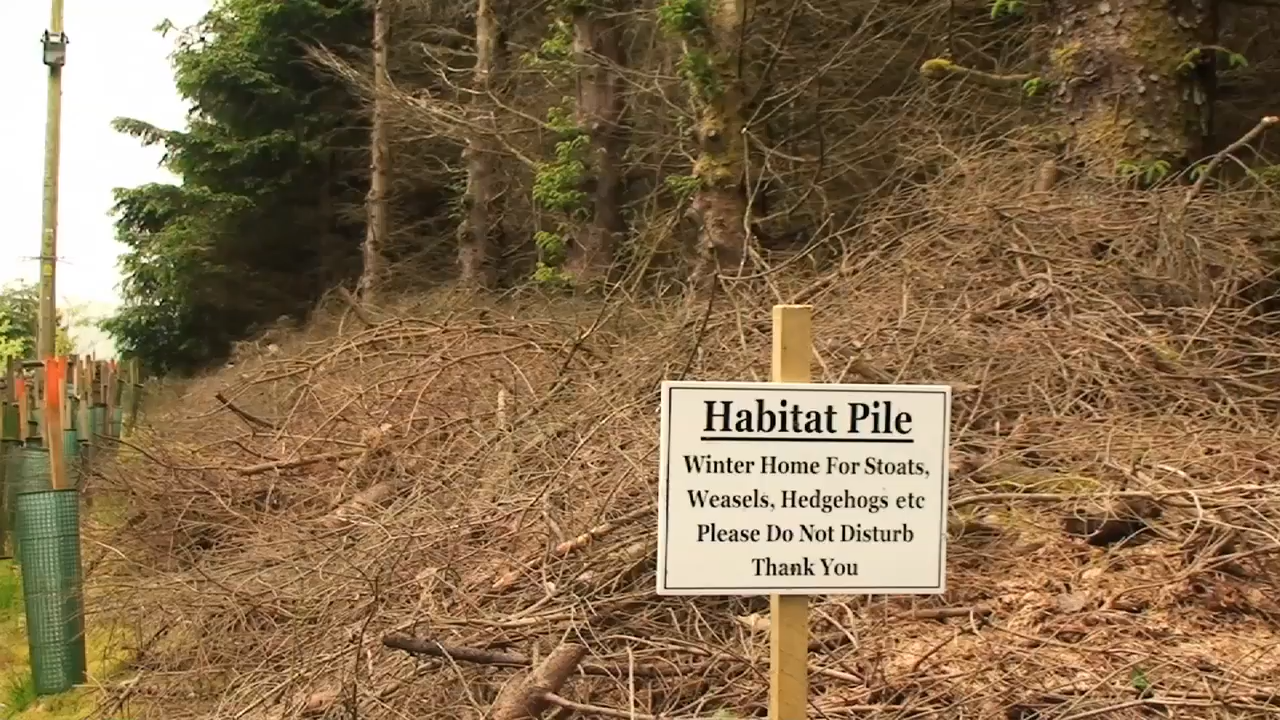 Habitat Pile
Winter Home For Stoats,
Weasels, Hedgehogs etc
Please Do Not Disturb
Thank You